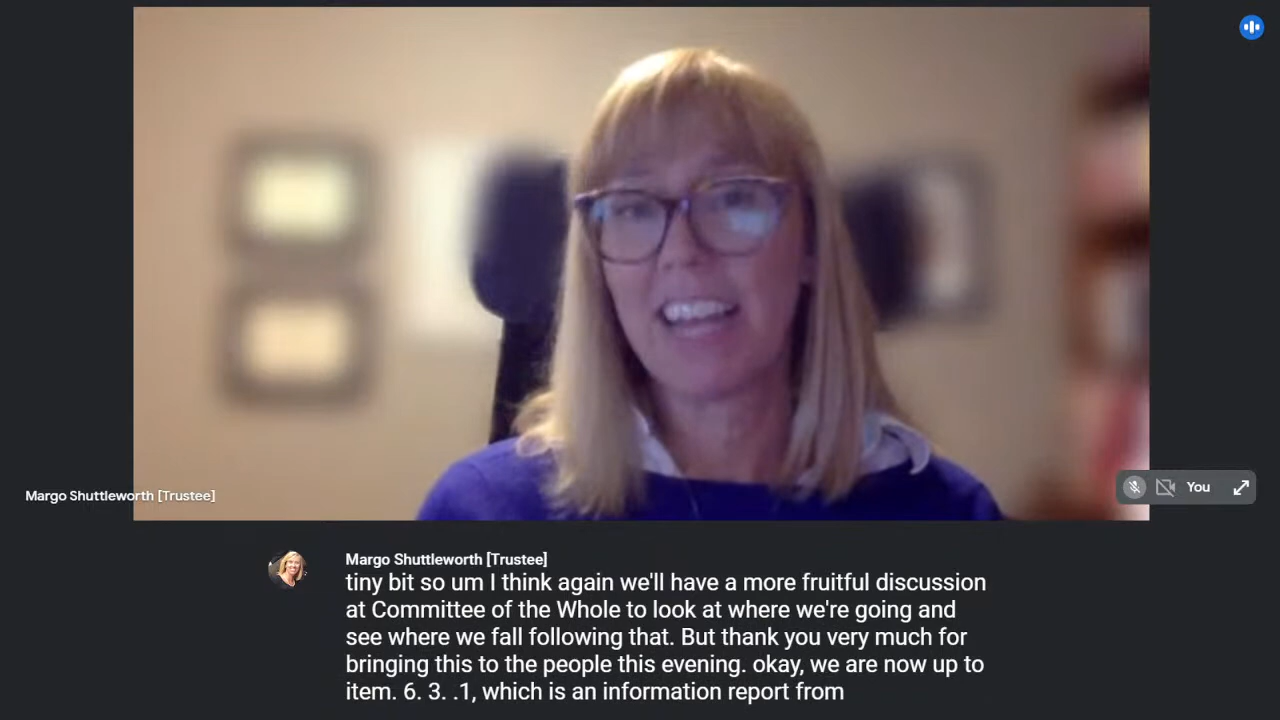 Margo Shuttleworth [Trustee]
You
Margo Shuttleworth [Trustee]
tiny bit so um I think again we'll have a more fruitful discussion
at Committee of the Whole to look at where we're going and
see where we fall following that. But thank you very much for
bringing this to the people this evening. okay, we are now up to
item. 6. 3. .1, which is an information report from